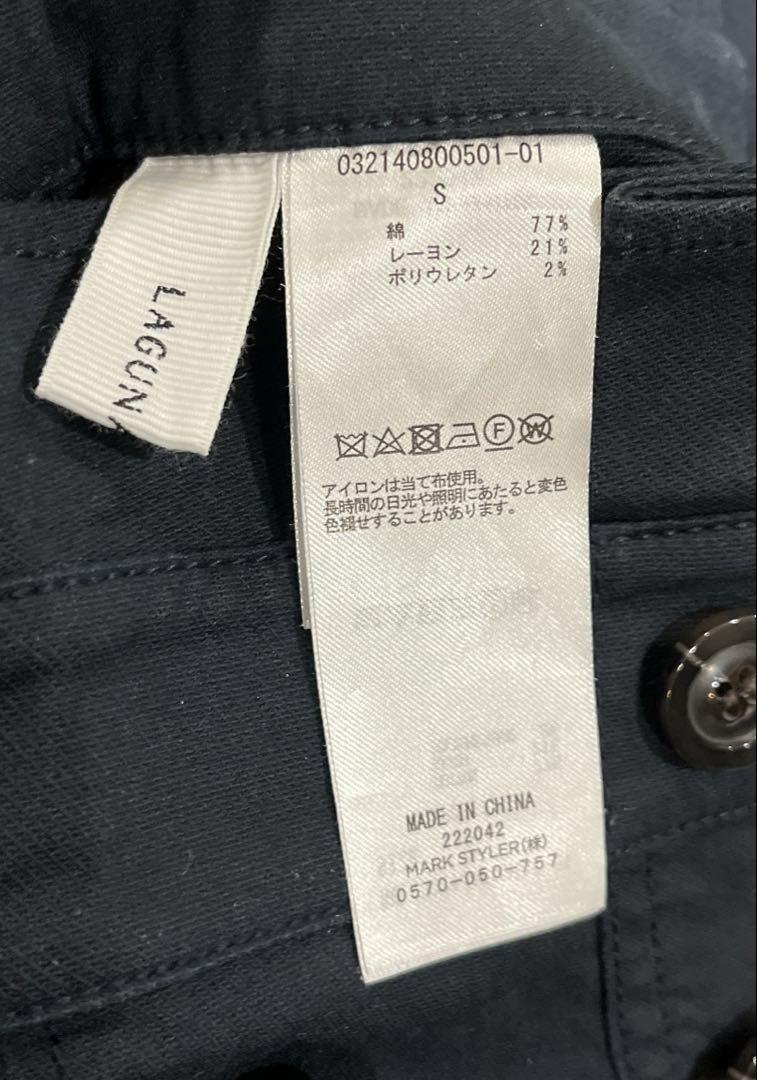 032140800501-01
S
綿 77%
レーヨン 21%
ポリウレタン 2%
F W
アイロンは当て布使用。
長時間の日光や照明にあたると変色
色褪せすることがあります。
MADE IN CHINA
222042
MARK STYLER(株)
0570-060-757
LAGUN